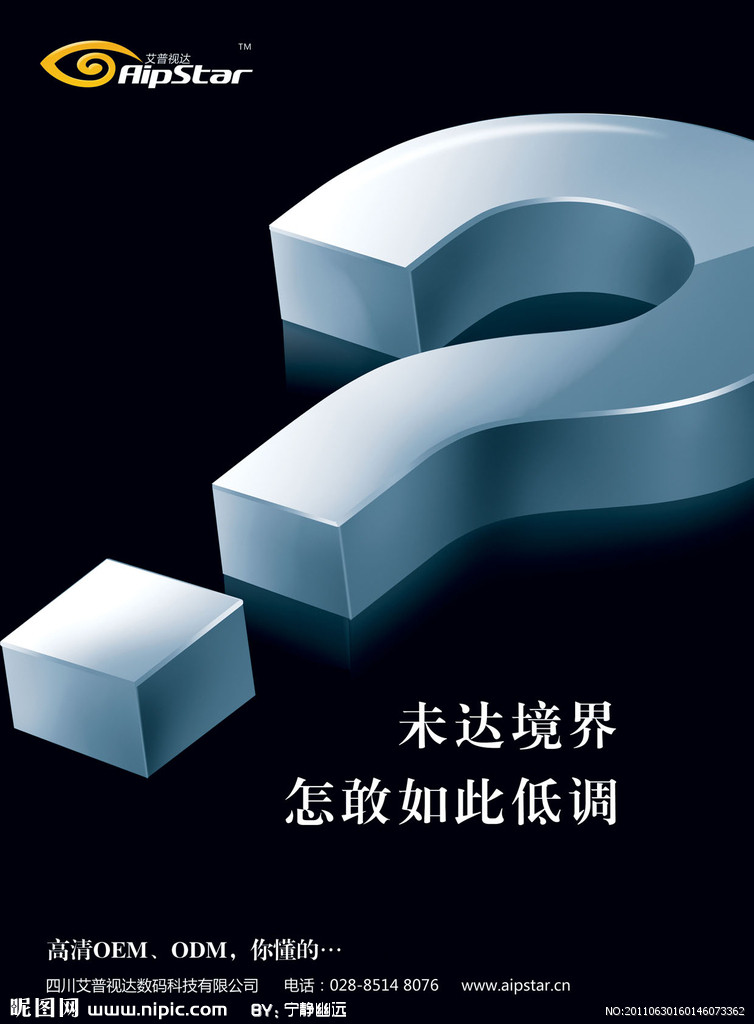 艾普视达
TM
AipStar
未达境界
怎敢如此低调
高清OEM、ODM，你懂的…
四川艾普视达数码科技有限公司 电话：028-8514 8076 www.aipstar.cn
昵图网 www.nipic.com BY：宁静幽远 NO:20110630160146073362